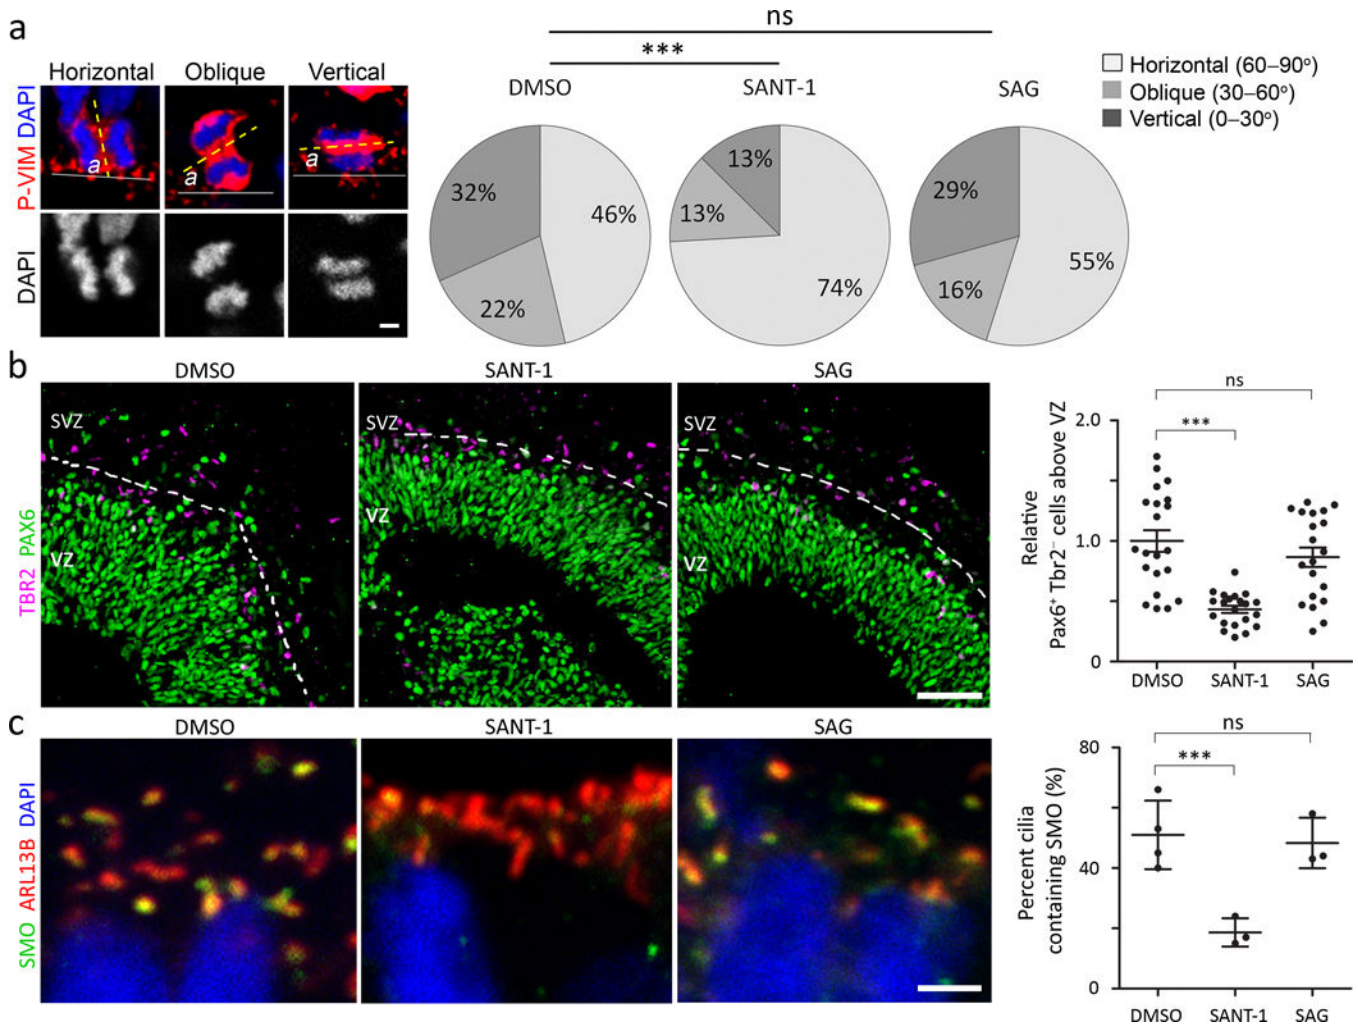 a
ns
***
Horizontal Oblique Vertical
P-VIM DAPI
DAPI
a a a
DMSO SANT-1 SAG
Horizontal (60–90°)
Oblique (30–60°)
Vertical (0–30°)
32% 46% 22%
13% 13% 74%
29% 55% 16%
b
DMSO SANT-1 SAG
TBR2 PAX6
SVZ VZ
SVZ VZ
SVZ VZ
Relative
Pax6⁺ Tbr2⁻ cells above VZ
ns
***
2.0
1.0
0
DMSO SANT-1 SAG
c
DMSO SANT-1 SAG
SMO ARL13B DAPI
Percent cilia
containing SMO (%)
ns
***
80
40
0
DMSO SANT-1 SAG